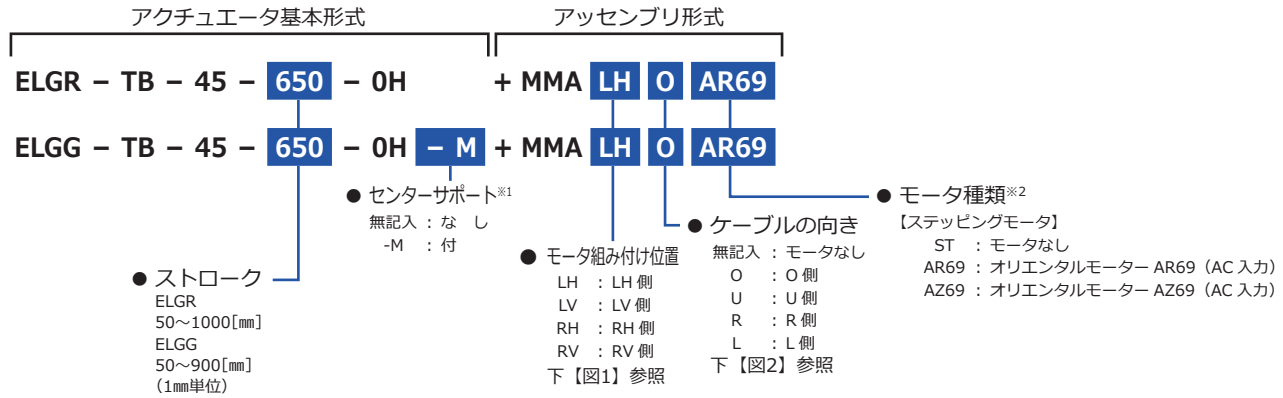 アクチュエータ基本形式 アッセンブリ形式
ELGR – TB – 45 – 650 – 0H + MMA LH O AR69
ELGG – TB – 45 – 650 – 0H – M + MMA LH O AR69
● ストローク
ELGR
50～1000[㎜]
ELGG
50～900[㎜]
(1㎜単位)
● センターサポート※1
無記入 : な し
-M : 付
● モータ組み付け位置
LH : LH 側
LV : LV 側
RH : RH 側
RV : RV 側
下【図1】参照
● ケーブルの向き
無記入 : モータなし
O : O 側
U : U 側
R : R 側
L : L 側
下【図2】参照
● モータ種類※2
【ステッピングモータ】
ST : モータなし
AR69 : オリエンタルモーター AR69（AC 入力）
AZ69 : オリエンタルモーター AZ69（AC 入力）